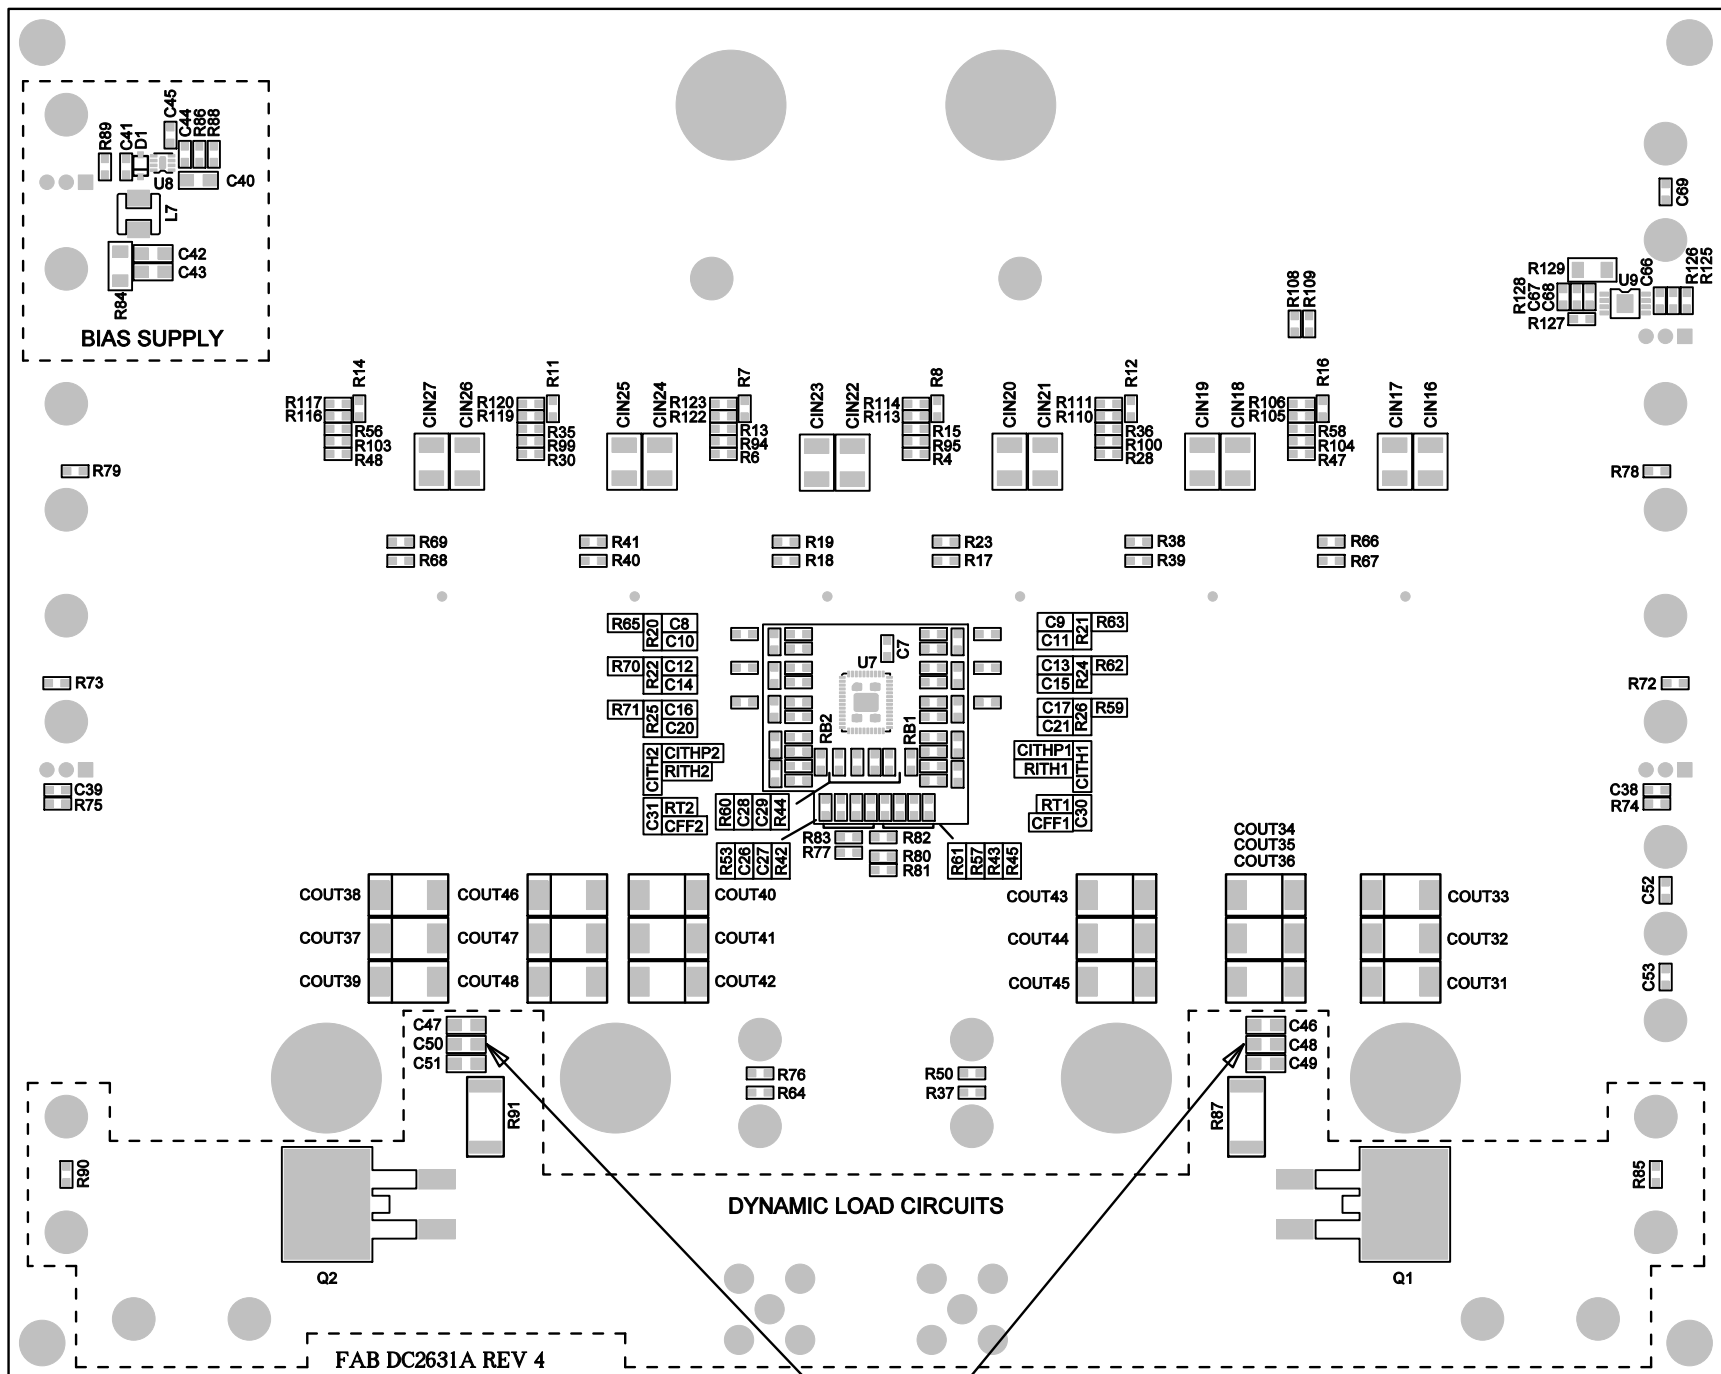 C45
C44
R86
R88
R89
C41
D1
U8
C40
L7
C42
C43
R84
BIAS SUPPLY
C69
R126
R125
C66
R129
U9
R128
C67
C68
R127
R108
R109
R14
R117
R116
R56
R103
R48
CIN27
CIN26
R11
R120
R119
R35
R99
R30
CIN25
CIN24
R7
R123
R122
R13
R94
R6
CIN23
CIN22
R8
R114
R113
R15
R95
R4
CIN20
CIN21
R12
R111
R110
R36
R100
R28
CIN19
CIN18
R16
R106
R105
R58
R104
R47
CIN17
CIN16
R79
R78
R69
R68
R41
R40
R19
R18
R23
R17
R38
R39
R66
R67
R65
R20
C8
C10
R70
R22
C12
C14
R71
R25
C16
C20
CITH2
CITHP2
RITH2
C31
RT2
CFF2
U7
C7
RB2
RB1
C9
C11
R21
R63
C13
C15
R24
R62
C17
C21
R26
R59
CITHP1
RITH1
CITH1
RT1
CFF1
C30
R73
R72
C39
R75
C38
R74
R60
C28
C29
R44
R53
C26
C27
R42
R83
R77
R82
R80
R81
R61
R57
R43
R45
COUT34
COUT35
COUT36
COUT38
COUT37
COUT39
COUT46
COUT47
COUT48
COUT40
COUT41
COUT42
COUT43
COUT44
COUT45
COUT33
COUT32
COUT31
C52
C53
C47
C50
C51
R91
C46
C48
C49
R87
R76
R64
R50
R37
R90
R85
DYNAMIC LOAD CIRCUITS
Q2
Q1
FAB DC2631A REV 4